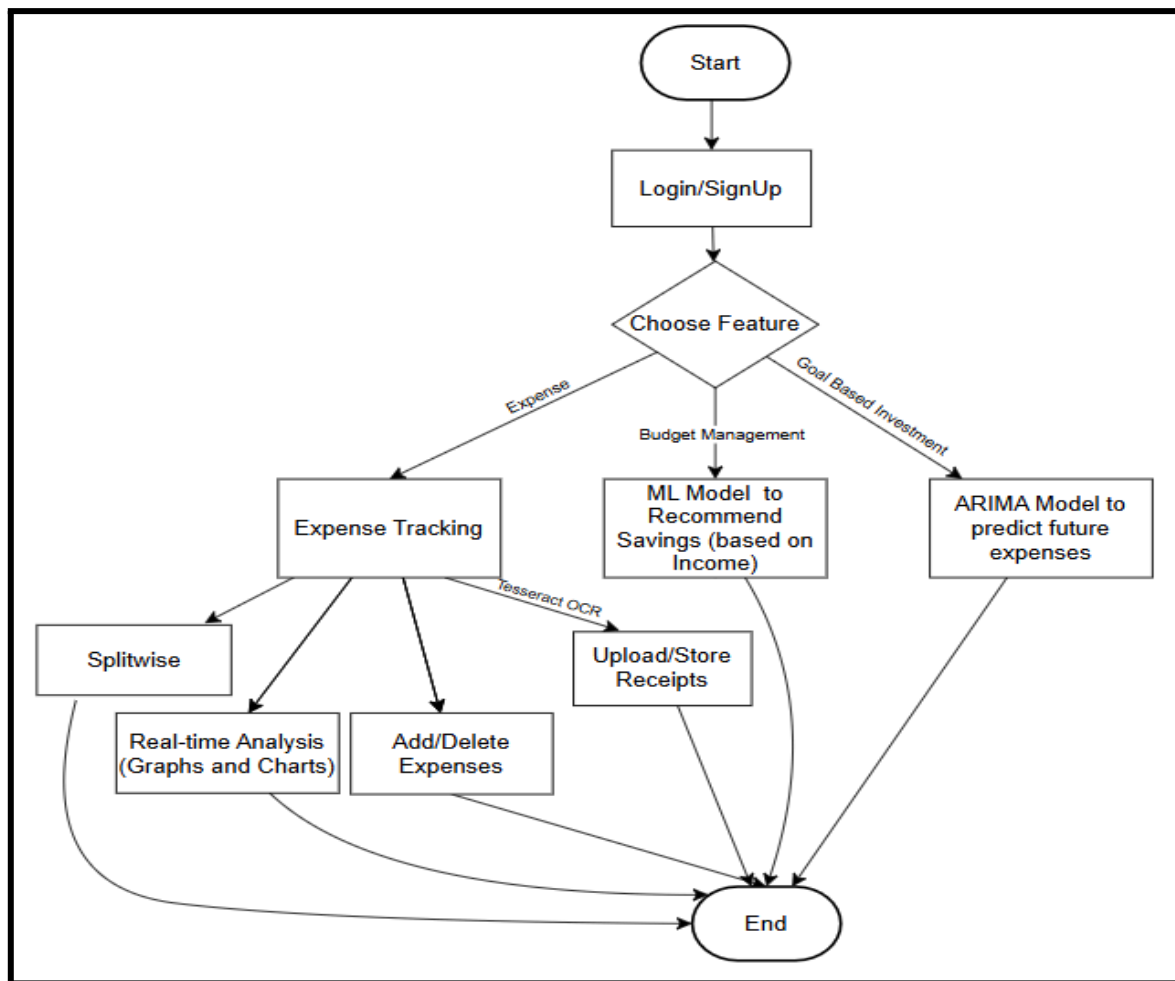 Start
Login/SignUp
Choose Feature
Expense
Budget Management
Goal Based Investment
Expense Tracking
ML Model to
Recommend
Savings (based on
Income)
ARIMA Model to
predict future
expenses
Tesseract OCR
Splitwise
Upload/Store
Receipts
Real-time Analysis
(Graphs and Charts)
Add/Delete
Expenses
End